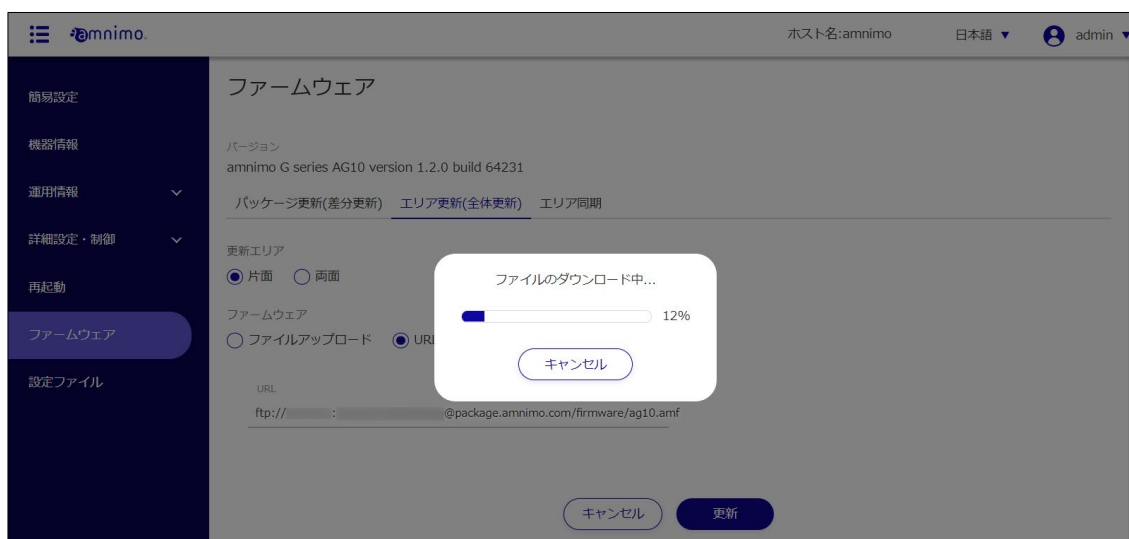 amnimo. ホスト名:amnimo 日本語 ▼ admin ▼
簡易設定
機器情報
運用情報
詳細設定・制御
再起動
ファームウェア
設定ファイル
ファームウェア
バージョン
amnimo G series AG10 version 1.2.0 build 64231
パッケージ更新(差分更新) エリア更新(全体更新) エリア同期
更新エリア
片面 両面
ファームウェア
ファイルアップロード URL
URL
ftp:// : @package.amnimo.com/firmware/ag10.amf
キャンセル 更新
ファイルのダウンロード中...
12%
キャンセル